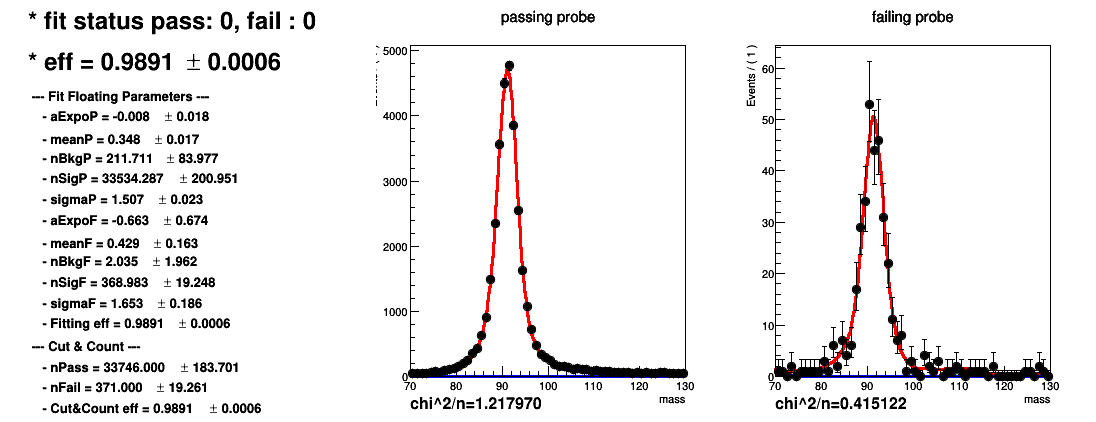 * fit status pass: 0, fail : 0
* eff = 0.9891 ± 0.0006
--- Fit Floating Parameters ---
- aExpoP = -0.008 ± 0.018
- meanP = 0.348 ± 0.017
- nBkgP = 211.711 ± 83.977
- nSigP = 33534.287 ± 200.951
- sigmaP = 1.507 ± 0.023
- aExpoF = -0.663 ± 0.674
- meanF = 0.429 ± 0.163
- nBkgF = 2.035 ± 1.962
- nSigF = 368.983 ± 19.248
- sigmaF = 1.653 ± 0.186
- Fitting eff = 0.9891 ± 0.0006
--- Cut & Count ---
- nPass = 33746.000 ± 183.701
- nFail = 371.000 ± 19.261
- Cut&Count eff = 0.9891 ± 0.0006
passing probe
5000
4000
3000
2000
1000
0
70 80 90 100 110 120 130
mass
chi^2/n=1.217970
failing probe
Events / ( 1 )
60
50
40
30
20
10
0
70 80 90 100 110 120 130
mass
chi^2/n=0.415122